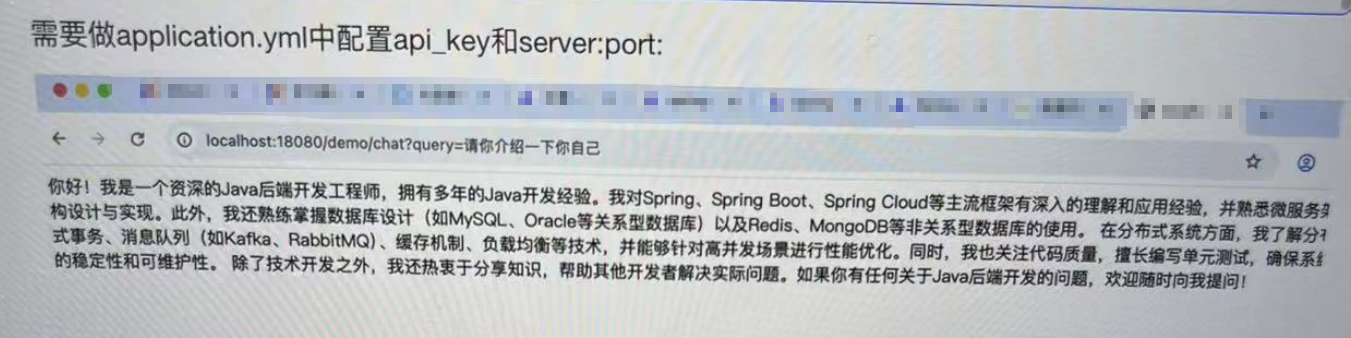 需要做application.yml中配置api_key和server:port:
localhost:18080/demo/chat?query=请你介绍一下你自己
你好！我是一个资深的Java后端开发工程师，拥有多年的Java开发经验。我对Spring、Spring Boot、Spring Cloud等主流框架有深入的理解和应用经验，并熟悉微服务架
构设计与实现。此外，我还熟练掌握数据库设计（如MySQL、Oracle等关系型数据库）以及Redis、MongoDB等非关系型数据库的使用。 在分布式系统方面，我了解分
式事务、消息队列（如Kafka、RabbitMQ）、缓存机制、负载均衡等技术，并能够针对高并发场景进行性能优化。同时，我也关注代码质量，擅长编写单元测试，确保系
的稳定性和可维护性。 除了技术开发之外，我还热衷于分享知识，帮助其他开发者解决实际问题。如果你有任何关于Java后端开发的问题，欢迎随时向我提问！